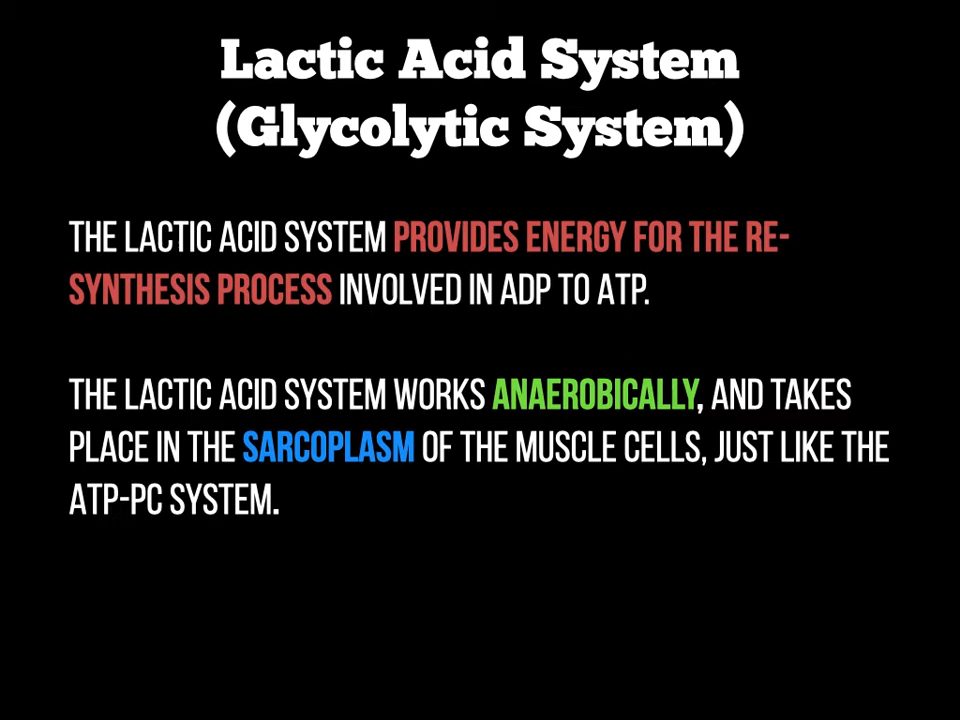 Lactic Acid System
(Glycolytic System)
THE LACTIC ACID SYSTEM PROVIDES ENERGY FOR THE RE-
SYNTHESIS PROCESS INVOLVED IN ADP TO ATP.
THE LACTIC ACID SYSTEM WORKS ANAEROBICALLY, AND TAKES
PLACE IN THE SARCOPLASM OF THE MUSCLE CELLS, JUST LIKE THE
ATP-PC SYSTEM.